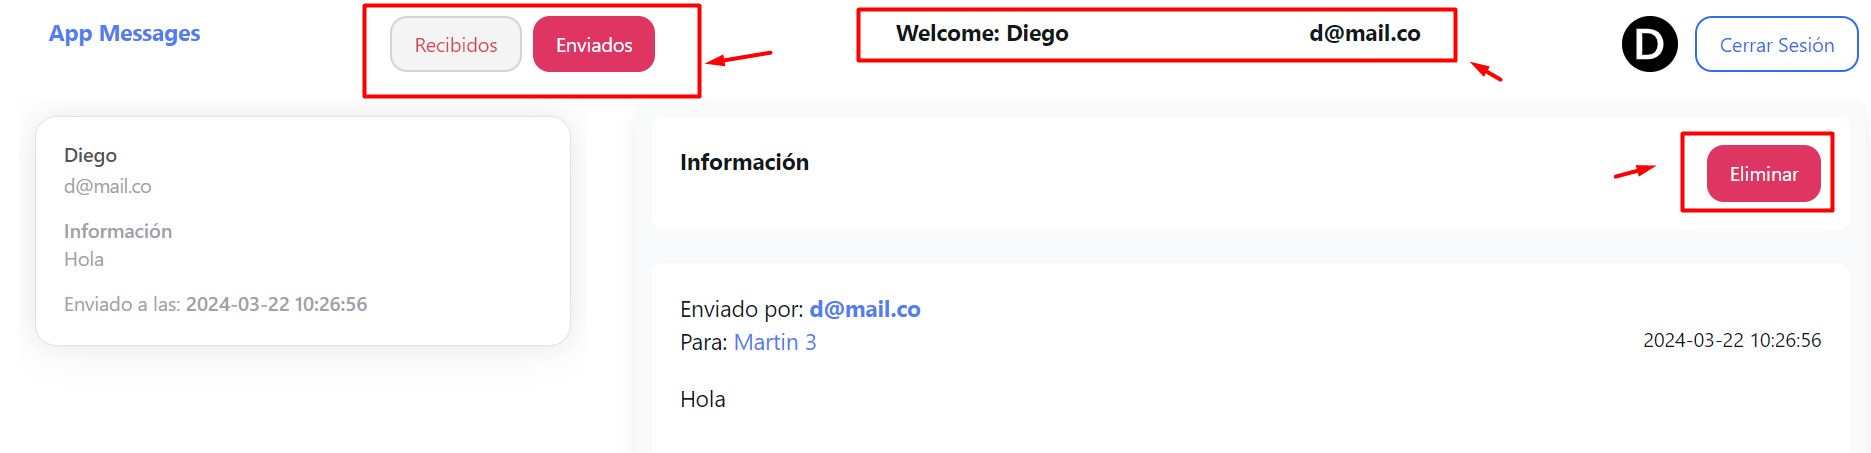 App Messages
Recibidos
Enviados
Welcome: Diego
d@mail.co
D
Cerrar Sesión
Diego
d@mail.co
Información
Hola
Enviado a las: 2024-03-22 10:26:56
Información
Eliminar
Enviado por: d@mail.co
Para: Martin 3
2024-03-22 10:26:56
Hola